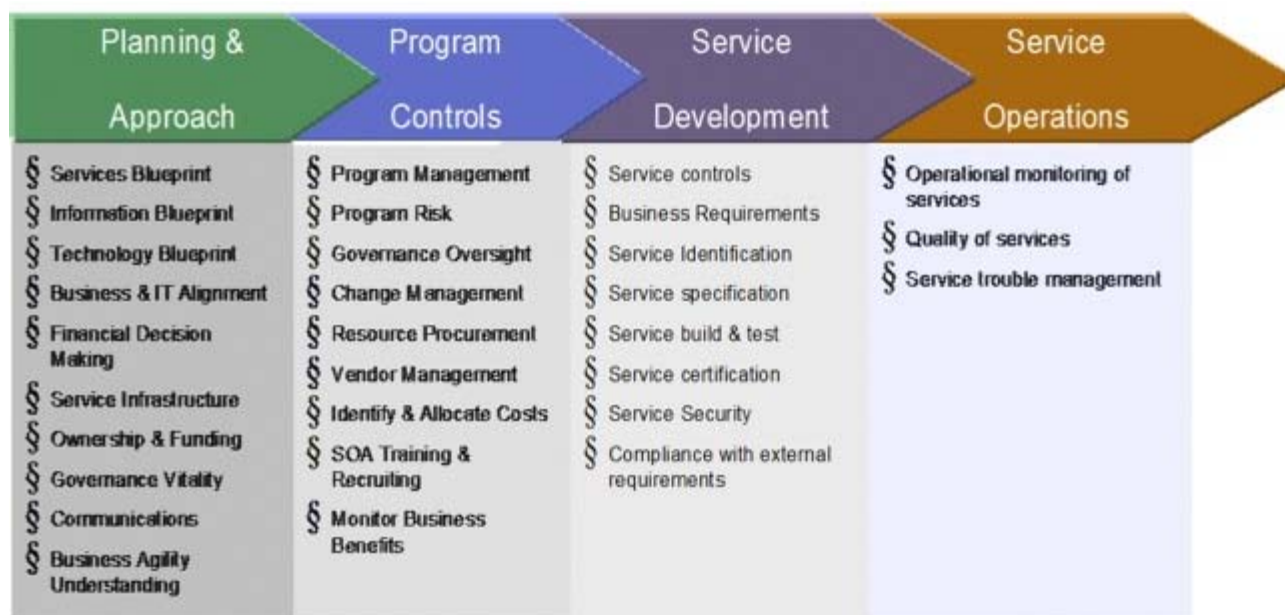 Planning &
Approach
Program
Controls
Service
Development
Service
Operations
§ Services Blueprint
§ Information Blueprint
§ Technology Blueprint
§ Business & IT Alignment
§ Financial Decision
Making
§ Service Infrastructure
§ Ownership & Funding
§ Governance Vitality
§ Communications
§ Business Agility
Understanding
§ Program Management
§ Program Risk
§ Governance Oversight
§ Change Management
§ Resource Procurement
§ Vendor Management
§ Identify & Allocate Costs
§ SOA Training &
Recruiting
§ Monitor Business
Benefits
§ Service controls
§ Business Requirements
§ Service Identification
§ Service specification
§ Service build & test
§ Service certification
§ Service Security
§ Compliance with external
requirements
§ Operational monitoring of
services
§ Quality of services
§ Service trouble management